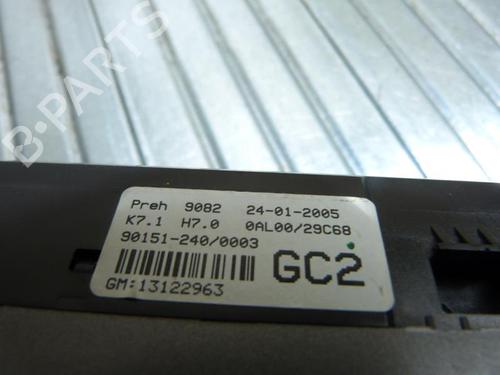 B-PARTS
Preh 9082 24-01-2005
K7.1 H7.0 0AL00/29C68
90151-240/0003
GC2
GM:13122963